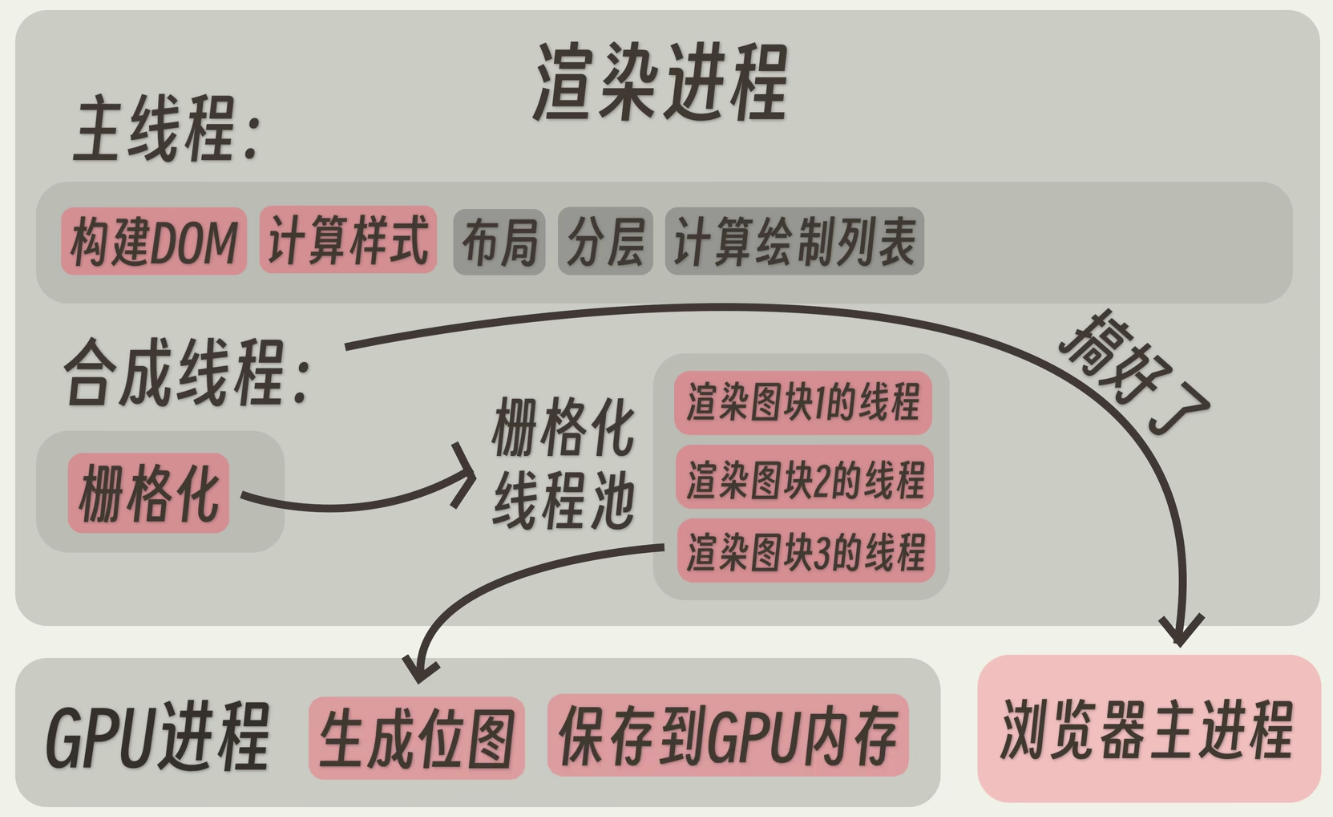 渲染进程
主线程：
构建DOM 计算样式 布局 分层 计算绘制列表
合成线程：
搞好了
栅格化
栅格化
线程池
渲染图块1的线程
渲染图块2的线程
渲染图块3的线程
GPU进程 生成位图 保存到GPU内存
浏览器主进程